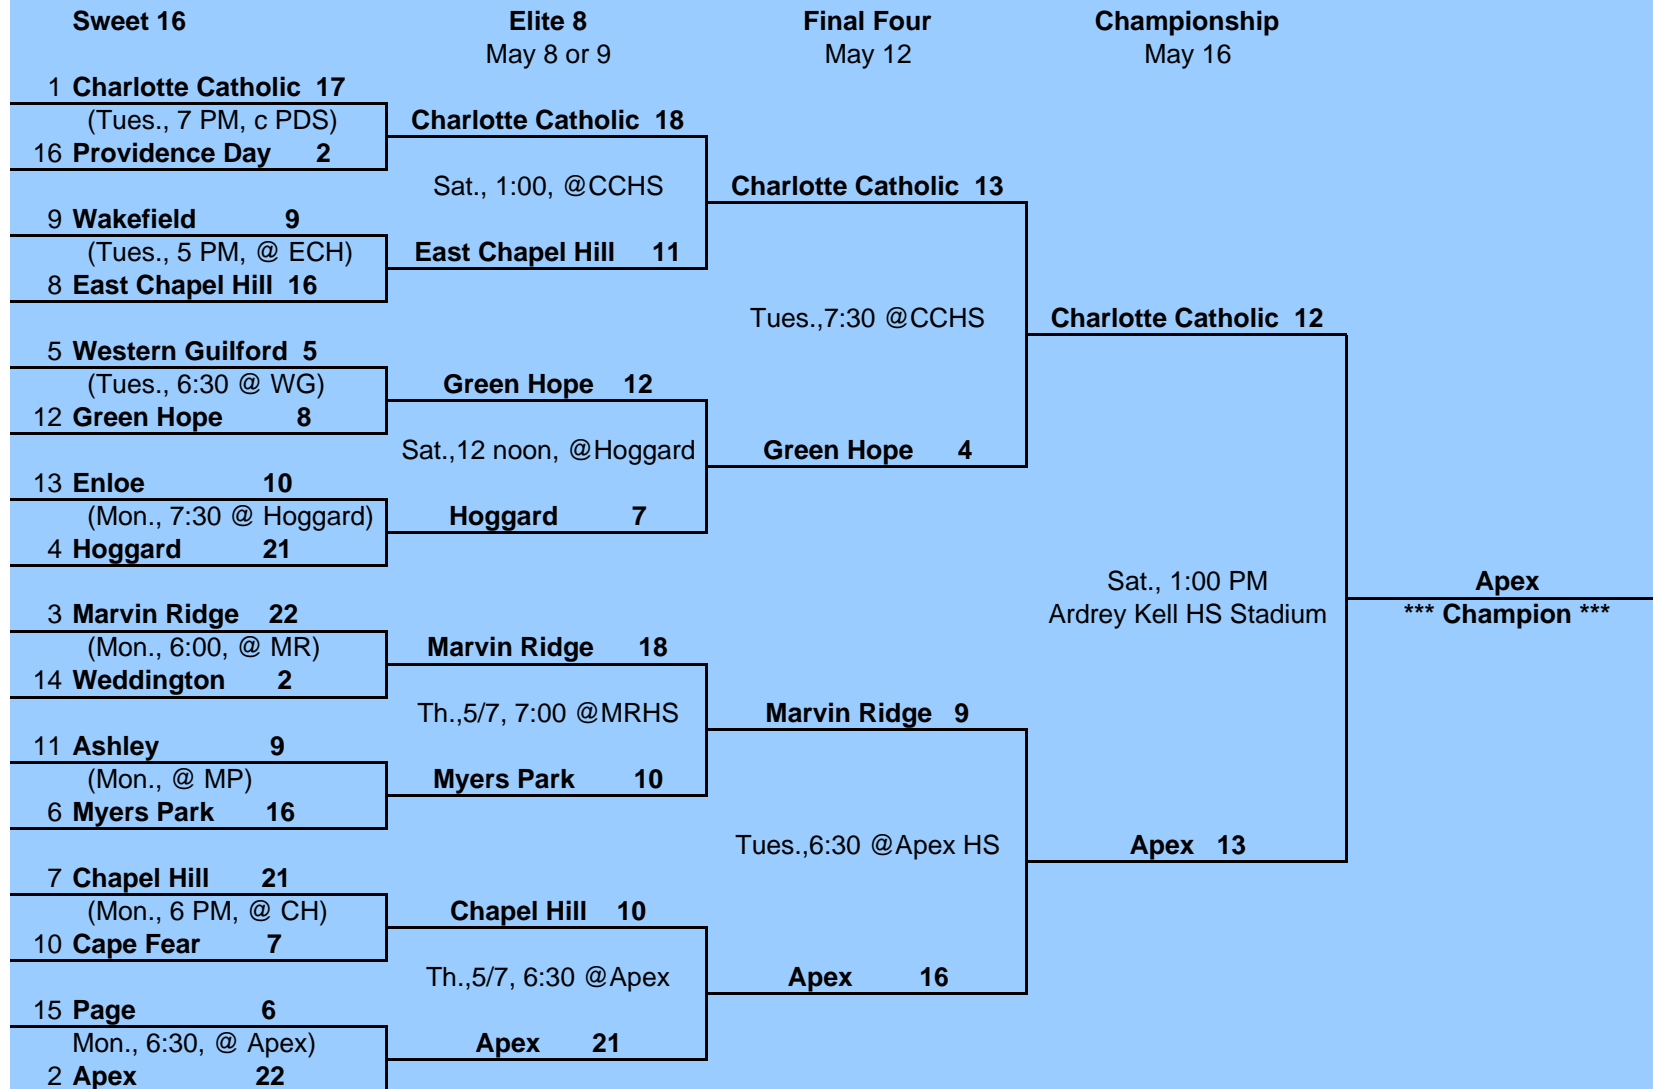 Sweet 16 Elite 8 Final Four Championship
May 8 or 9 May 12 May 16
1 Charlotte Catholic 17
(Tues., 7 PM, c PDS) Charlotte Catholic 18
16 Providence Day 2
Sat., 1:00, @CCHS Charlotte Catholic 13
9 Wakefield 9
(Tues., 5 PM, @ ECH) East Chapel Hill 11
8 East Chapel Hill 16
Tues.,7:30 @CCHS Charlotte Catholic 12
5 Western Guilford 5
(Tues., 6:30 @ WG) Green Hope 12
12 Green Hope 8
Sat.,12 noon, @Hoggard Green Hope 4
13 Enloe 10
(Mon., 7:30 @ Hoggard) Hoggard 7
4 Hoggard 21
Sat., 1:00 PM Apex
3 Marvin Ridge 22 Ardrey Kell HS Stadium *** Champion ***
(Mon., 6:00, @ MR) Marvin Ridge 18
14 Weddington 2
Th.,5/7, 7:00 @MRHS Marvin Ridge 9
11 Ashley 9
(Mon., @ MP) Myers Park 10
6 Myers Park 16
Tues.,6:30 @Apex HS Apex 13
7 Chapel Hill 21
(Mon., 6 PM, @ CH) Chapel Hill 10
10 Cape Fear 7
Th.,5/7, 6:30 @Apex Apex 16
15 Page 6
Mon., 6:30, @ Apex) Apex 21
2 Apex 22